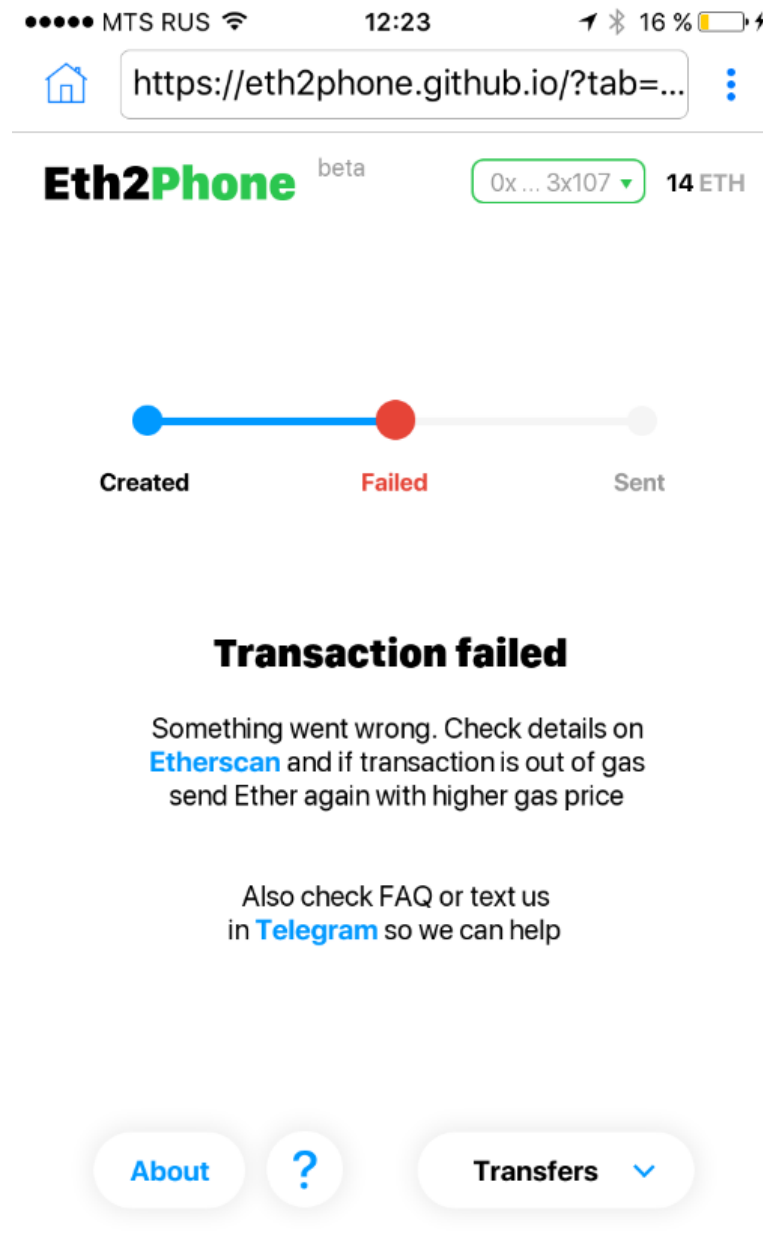 MTS RUS 12:23 16 %
https://eth2phone.github.io/?tab=...
Eth2Phone beta 0x ... 3x107 14 ETH
Created Failed Sent
Transaction failed
Something went wrong. Check details on
Etherscan and if transaction is out of gas
send Ether again with higher gas price
Also check FAQ or text us
in Telegram so we can help
About ? Transfers